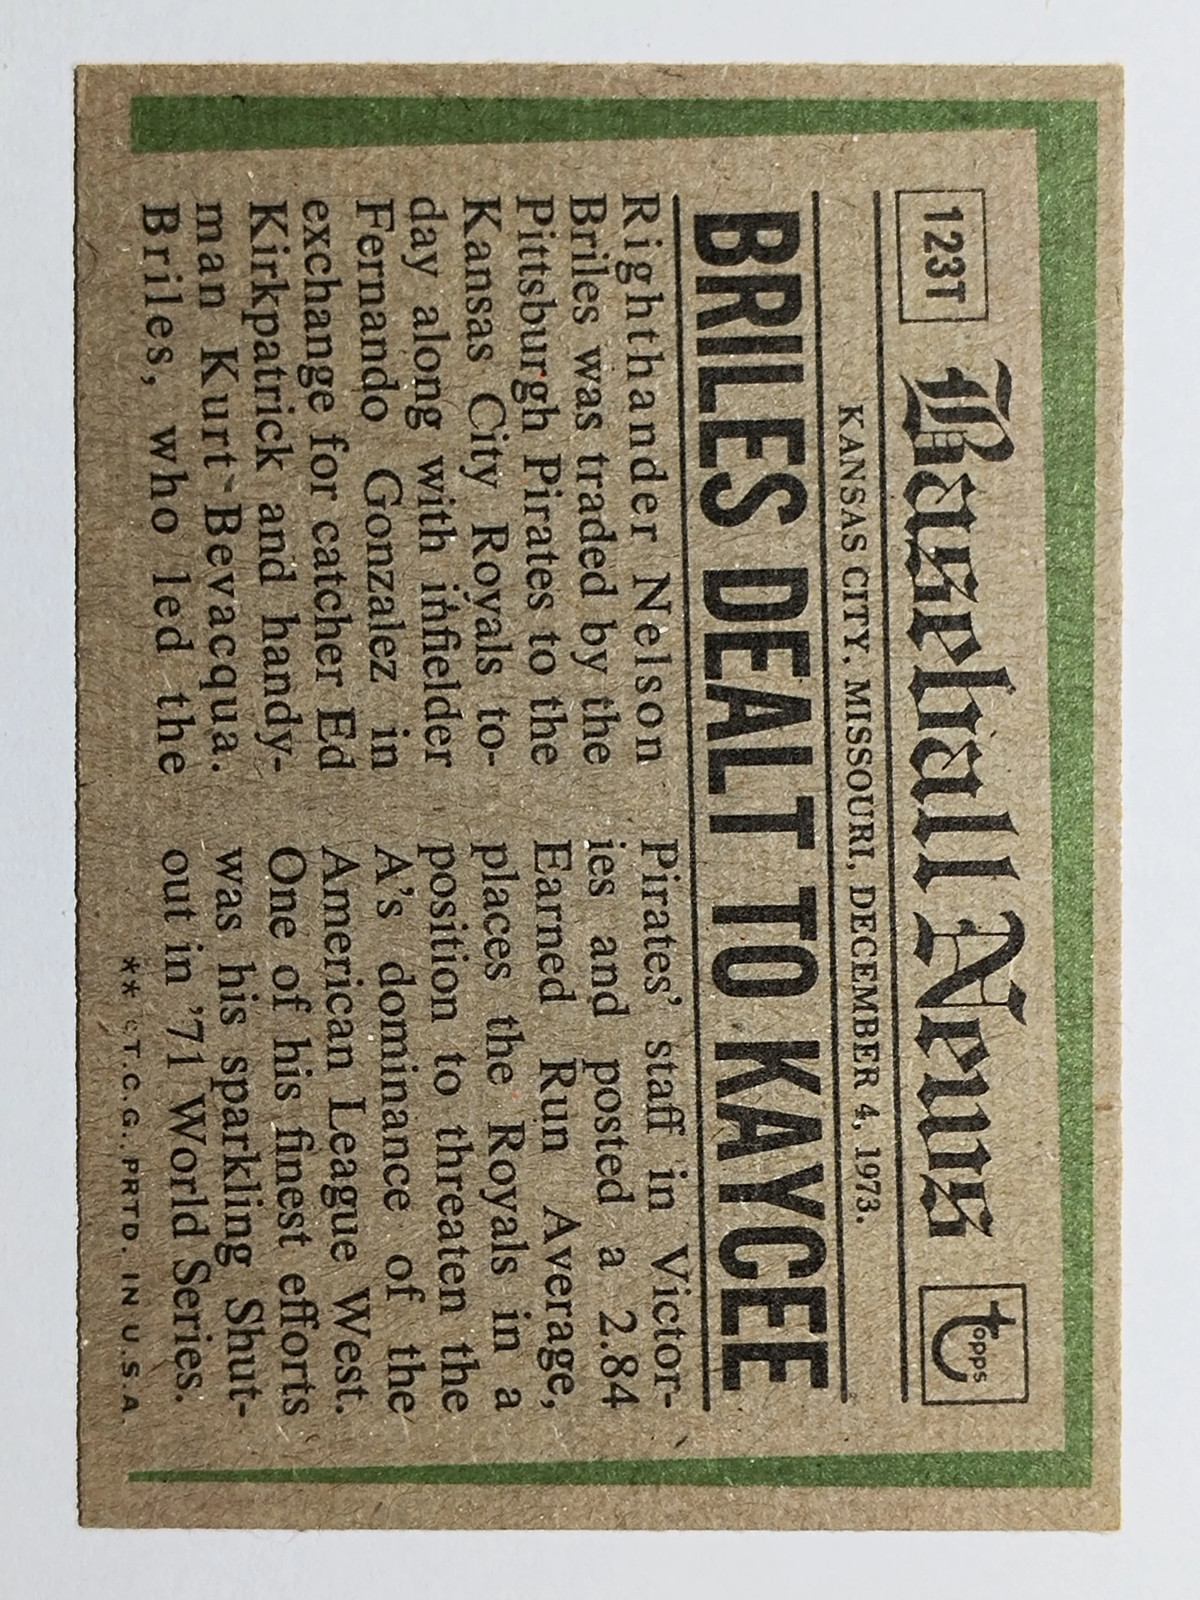 123T
Baseball News
topps
KANSAS CITY, MISSOURI, DECEMBER 4, 1973.
BRILES DEALT TO KAYCEE
Righthander Nelson
Briles was traded by the
Pittsburgh Pirates to the
Kansas City Royals to-
day along with infielder
Fernando Gonzalez in
exchange for catcher Ed
Kirkpatrick and handy-
man Kurt Bevacqua.
Briles, who led the
Pirates' staff in Victor-
ies and posted a 2.84
Earned Run Average,
places the Royals in a
position to threaten the
A's dominance of the
American League West.
One of his finest efforts
was his sparkling Shut-
out in '71 World Series.
** © T.C.G. PRTD. IN U.S.A.